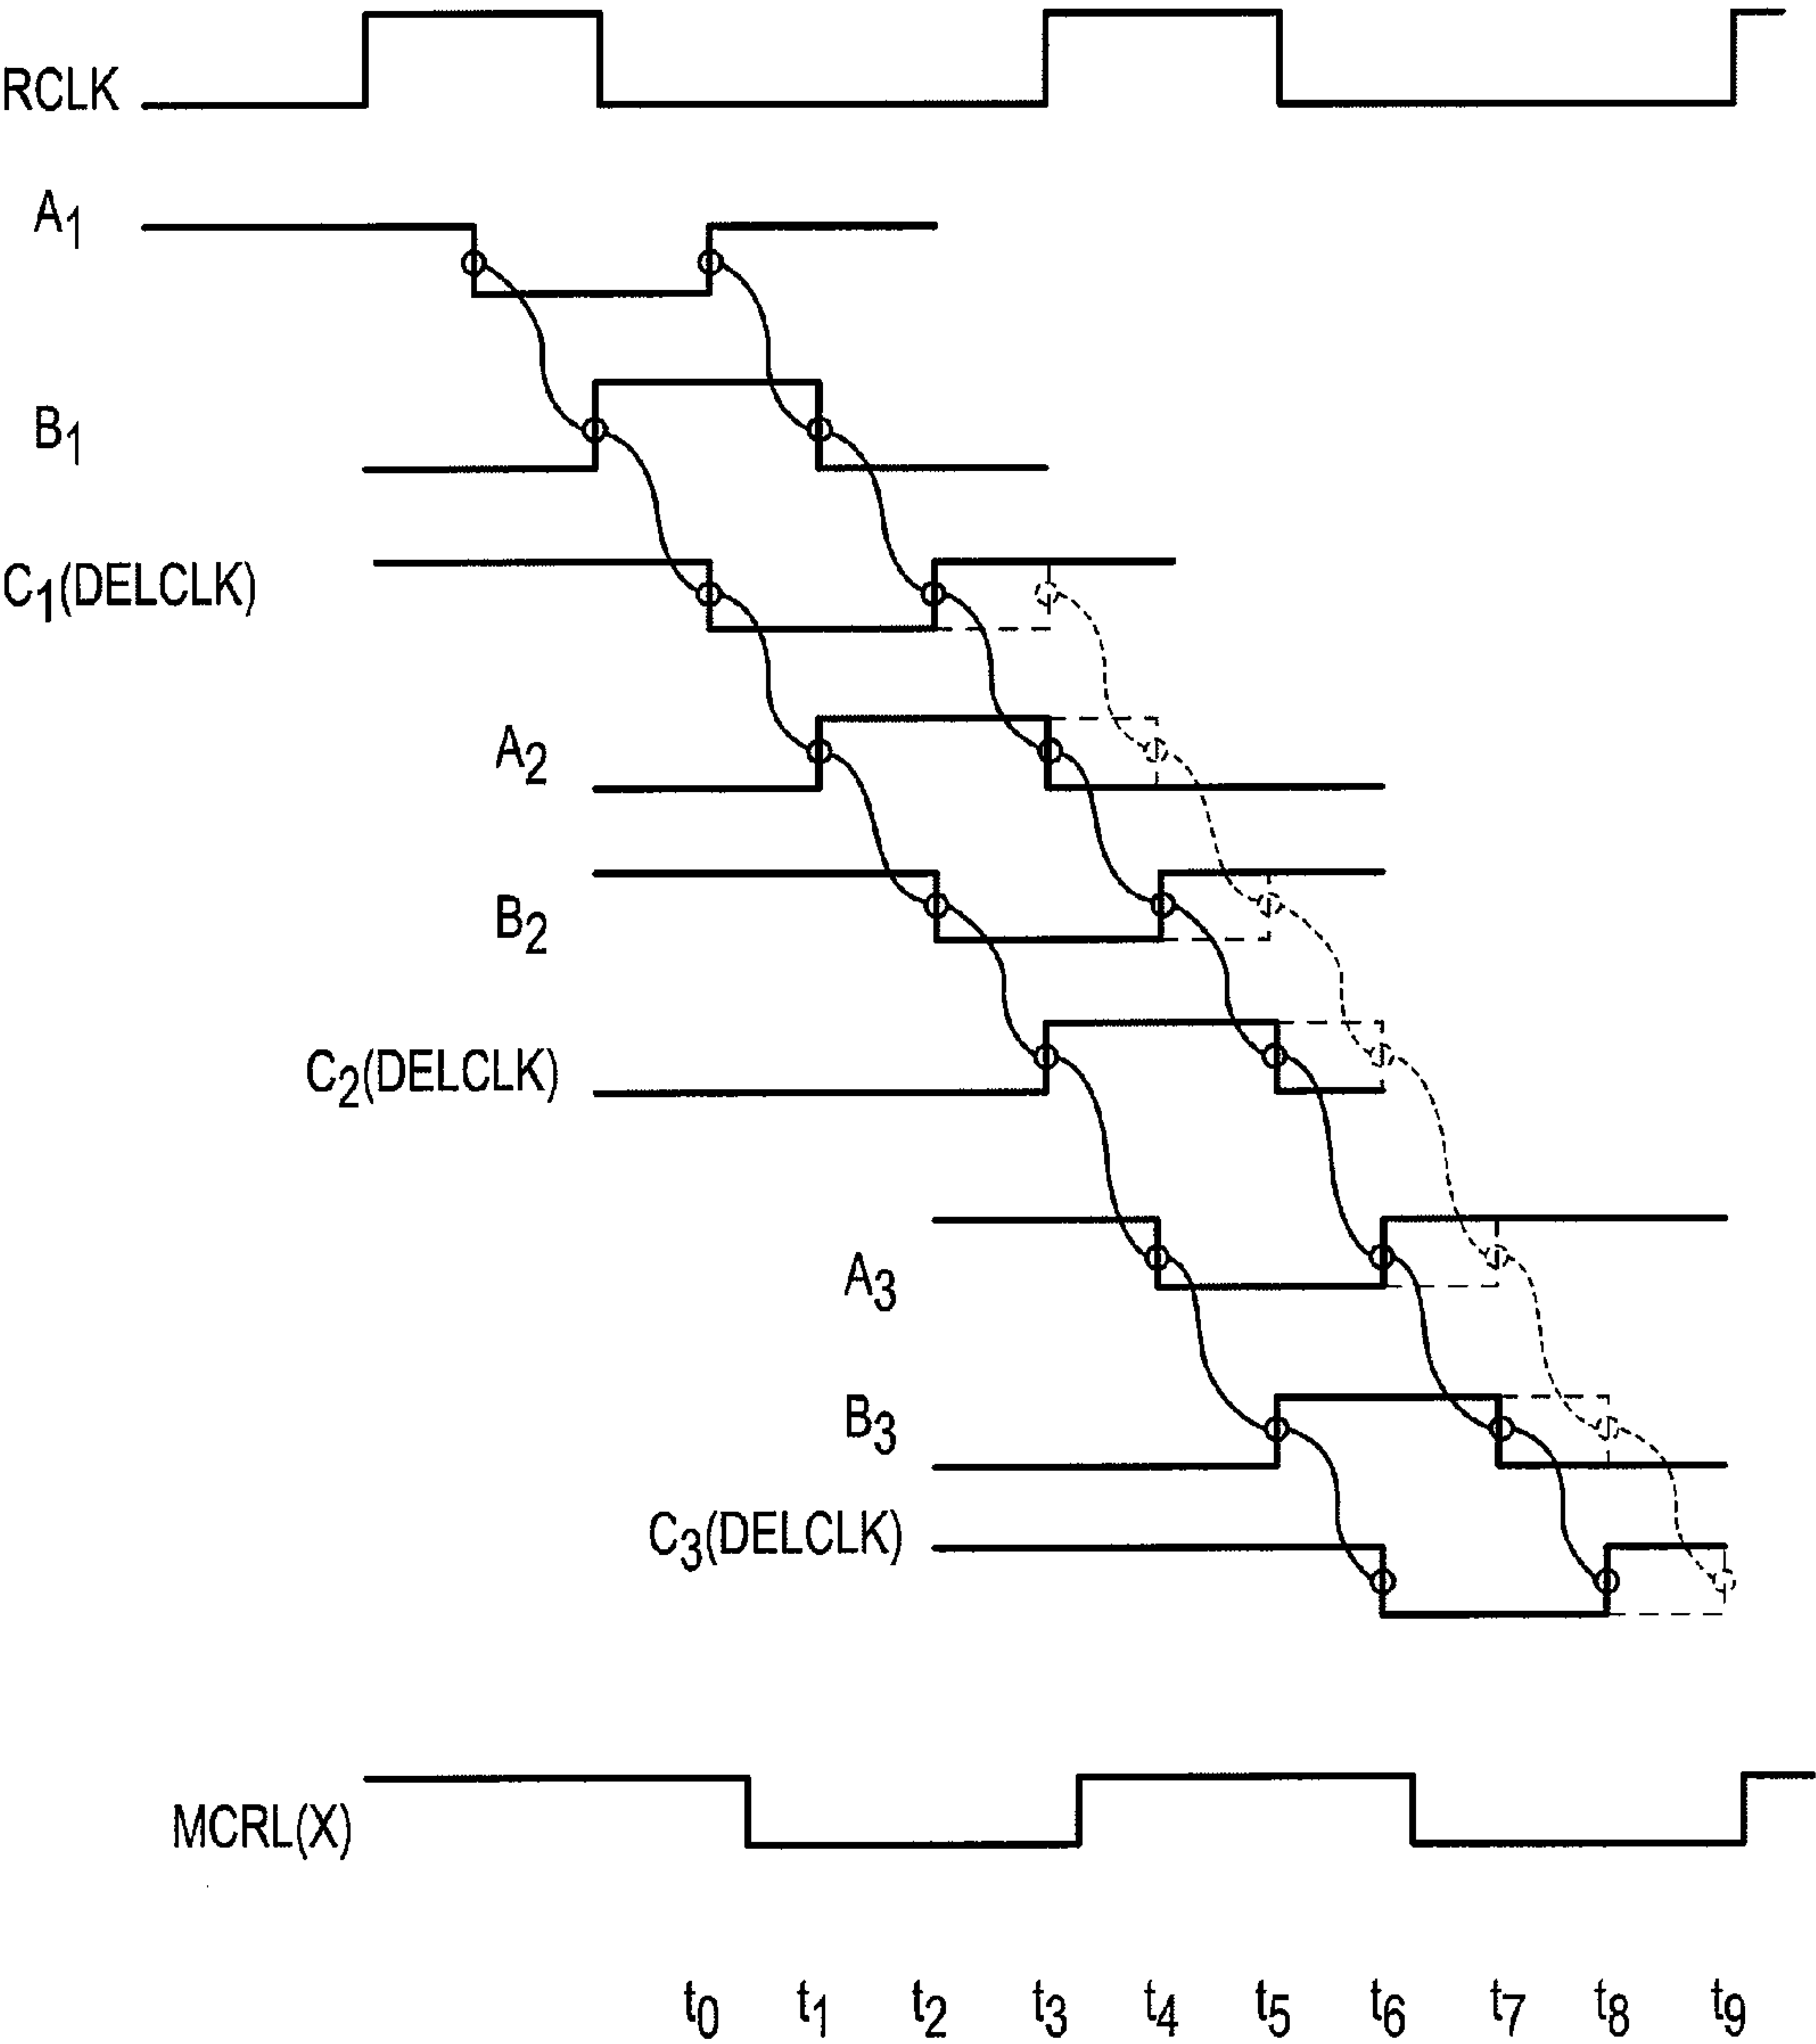 RCLK
A1
B1
C1(DELCLK)
A2
B2
C2(DELCLK)
A3
B3
C3(DELCLK)
MCRL(X)
t0 t1 t2 t3 t4 t5 t6 t7 t8 t9